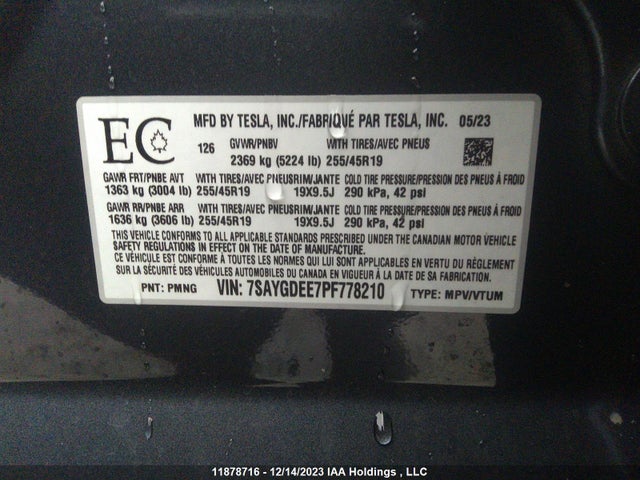 EC
MFD BY TESLA, INC./FABRIQUÉ PAR TESLA, INC. 05/23
126 GVWR/PNBV WITH TIRES/AVEC PNEUS
2369 kg (5224 lb) 255/45R19
GAWR FRT/PNBE AVT WITH TIRES/AVEC PNEUS RIM/JANTE COLD TIRE PRESSURE/PRESSION DES PNEUS À FROID
1363 kg (3004 lb) 255/45R19 19X9.5J 290 kPa, 42 psi
GAWR RR/PNBE ARR WITH TIRES/AVEC PNEUS RIM/JANTE COLD TIRE PRESSURE/PRESSION DES PNEUS À FROID
1636 kg (3606 lb) 255/45R19 19X9.5J 290 kPa, 42 psi
THIS VEHICLE CONFORMS TO ALL APPLICABLE STANDARDS PRESCRIBED UNDER THE CANADIAN MOTOR VEHICLE
SAFETY REGULATIONS IN EFFECT ON THE DATE OF MANUFACTURE.
CE VÉHICULE EST CONFORME À TOUTES LES NORMES QUI LUI SONT APPLICABLES EN VERTU DU RÈGLEMENT
SUR LA SÉCURITÉ DES VÉHICULES AUTOMOBILES DU CANADA EN VIGUEUR À LA DATE DE SA FABRICATION.
PNT: PMNG VIN: 7SAYGDEE7PF778210 TYPE: MPV/VTUM
11878716 - 12/14/2023 IAA Holdings , LLC